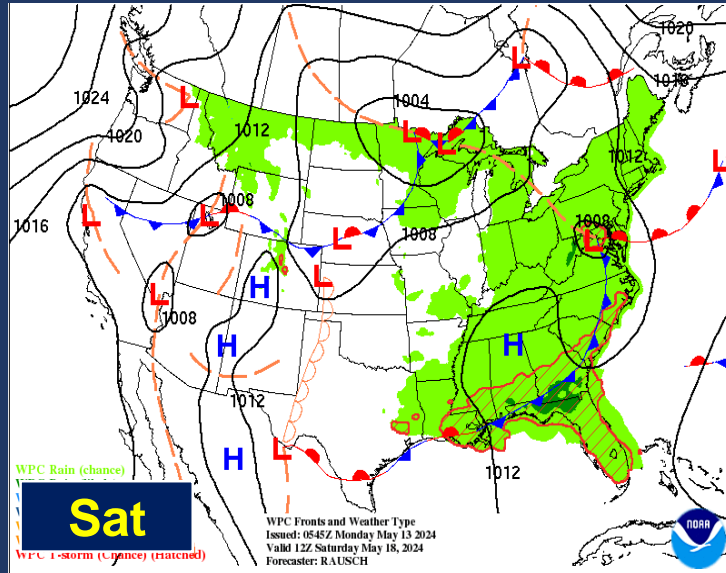 1020
1016
L
1024
L
1004
1020
1012
L
L
1012
L
1008
1016
L
L
1008
1008
L
L
L
H
L
1008
H
H
1012
L
H
1012
WPC Rain (chance)
Sat
WPC T-storm (Chance) (Hatched)
WPC Fronts and Weather Type
Issued: 0545Z Monday May 13 2024
Valid 12Z Saturday May 18, 2024
Forecaster: RAUSCH
NOAA